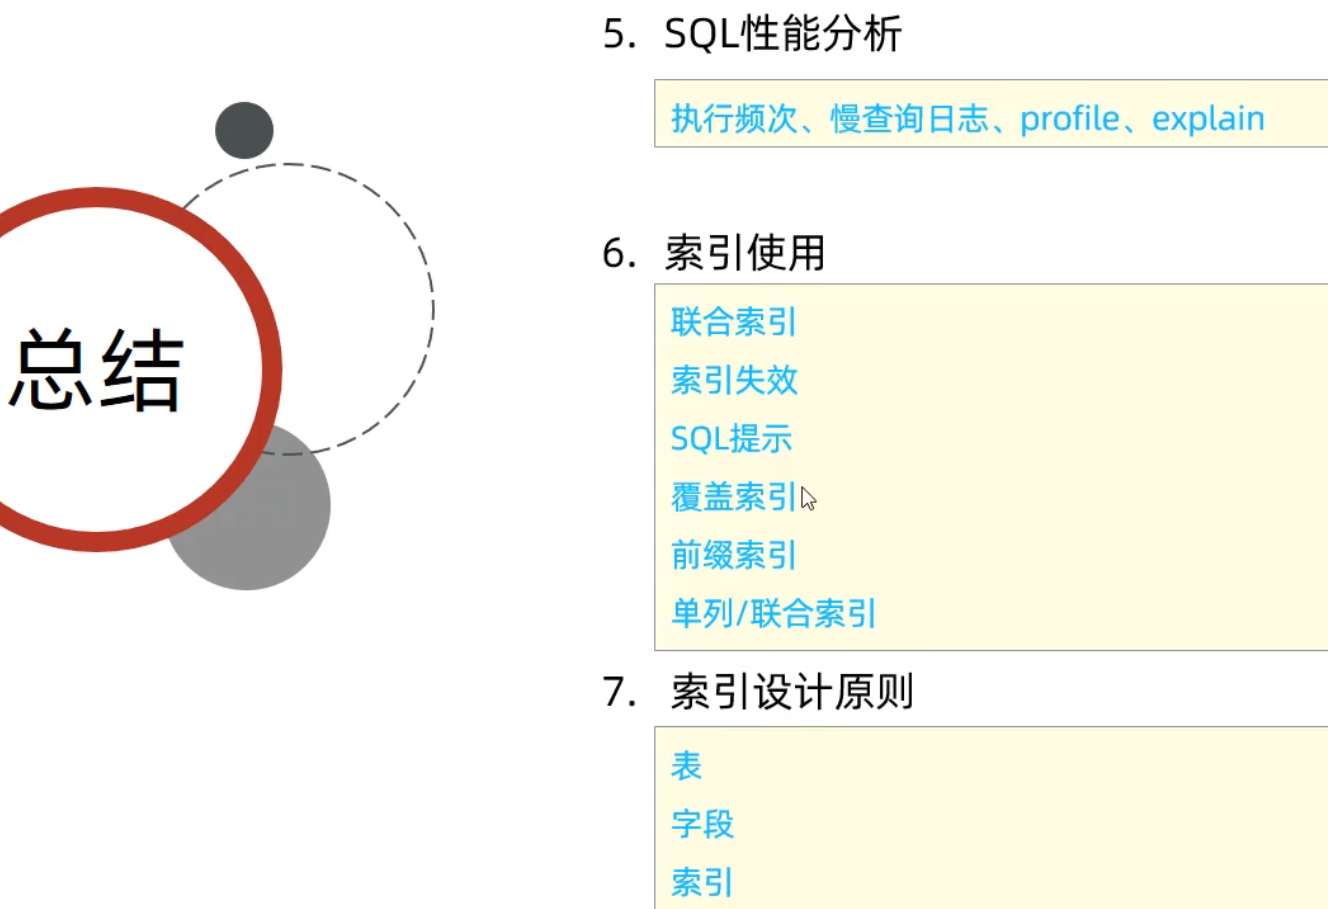 总结
5. SQL性能分析
执行频次、慢查询日志、profile、explain
6. 索引使用
联合索引
索引失效
SQL提示
覆盖索引
前缀索引
单列/联合索引
7. 索引设计原则
表
字段
索引